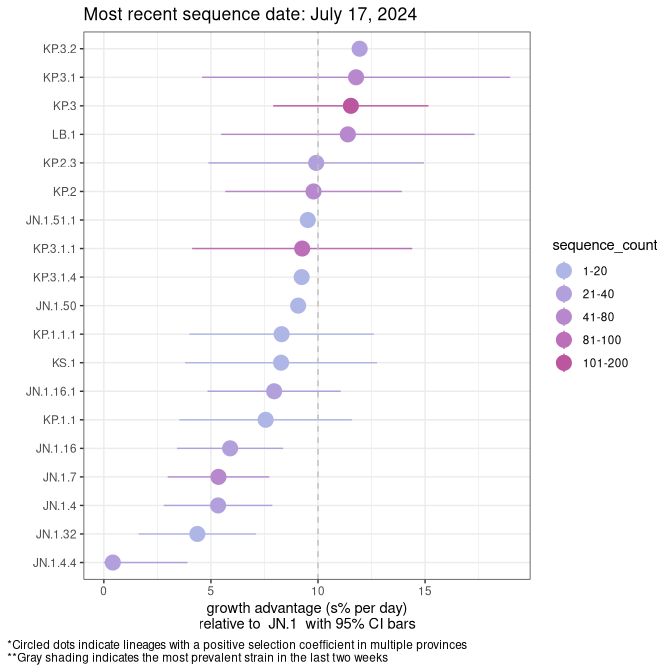 Most recent sequence date: July 17, 2024
KP.3.2
KP.3.1
KP.3
LB.1
KP.2.3
KP.2
JN.1.51.1
KP.3.1.1
KP.3.1.4
JN.1.50
KP.1.1.1
KS.1
JN.1.16.1
KP.1.1
JN.1.16
JN.1.7
JN.1.4
JN.1.32
JN.1.4.4
0 5 10 15
growth advantage (s% per day)
relative to JN.1 with 95% CI bars
sequence_count
1-20
21-40
41-80
81-100
101-200
*Circled dots indicate lineages with a positive selection coefficient in multiple provinces
**Gray shading indicates the most prevalent strain in the last two weeks